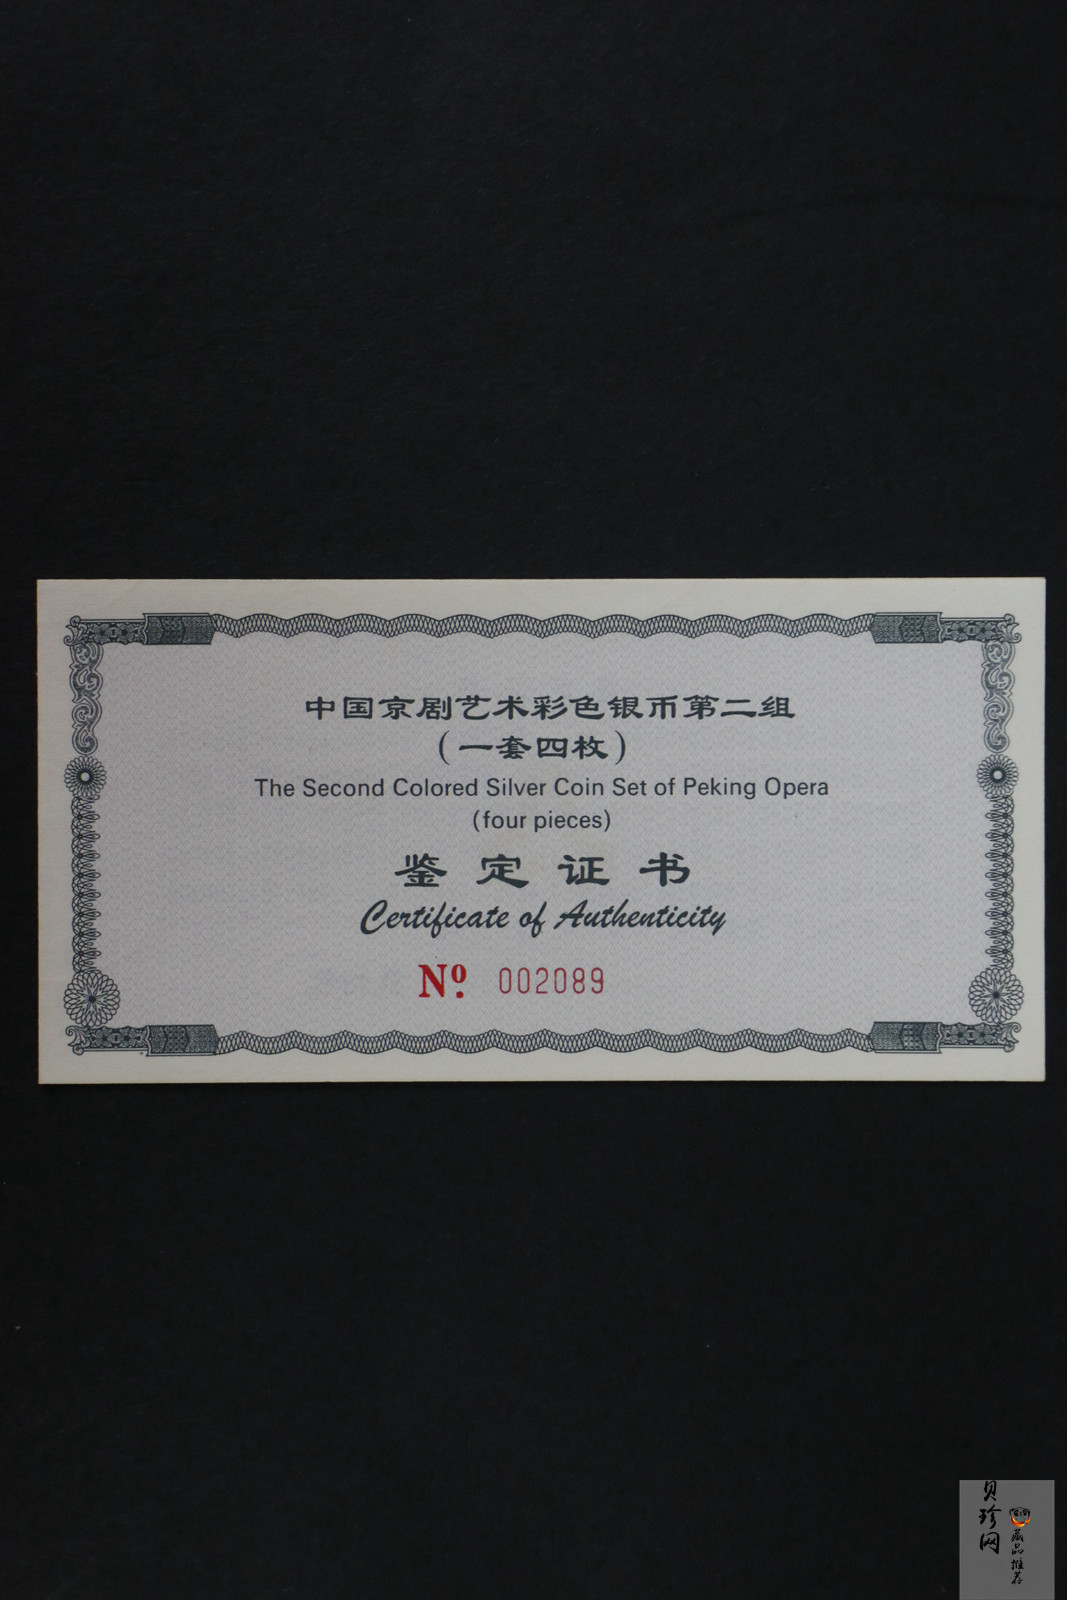 中国京剧艺术彩色银币第二组
（一套四枚）
The Second Colored Silver Coin Set of Peking Opera
(four pieces)
鉴定证书
Certificate of Authenticity
Nº. 002089
贝珍网
藏品推荐